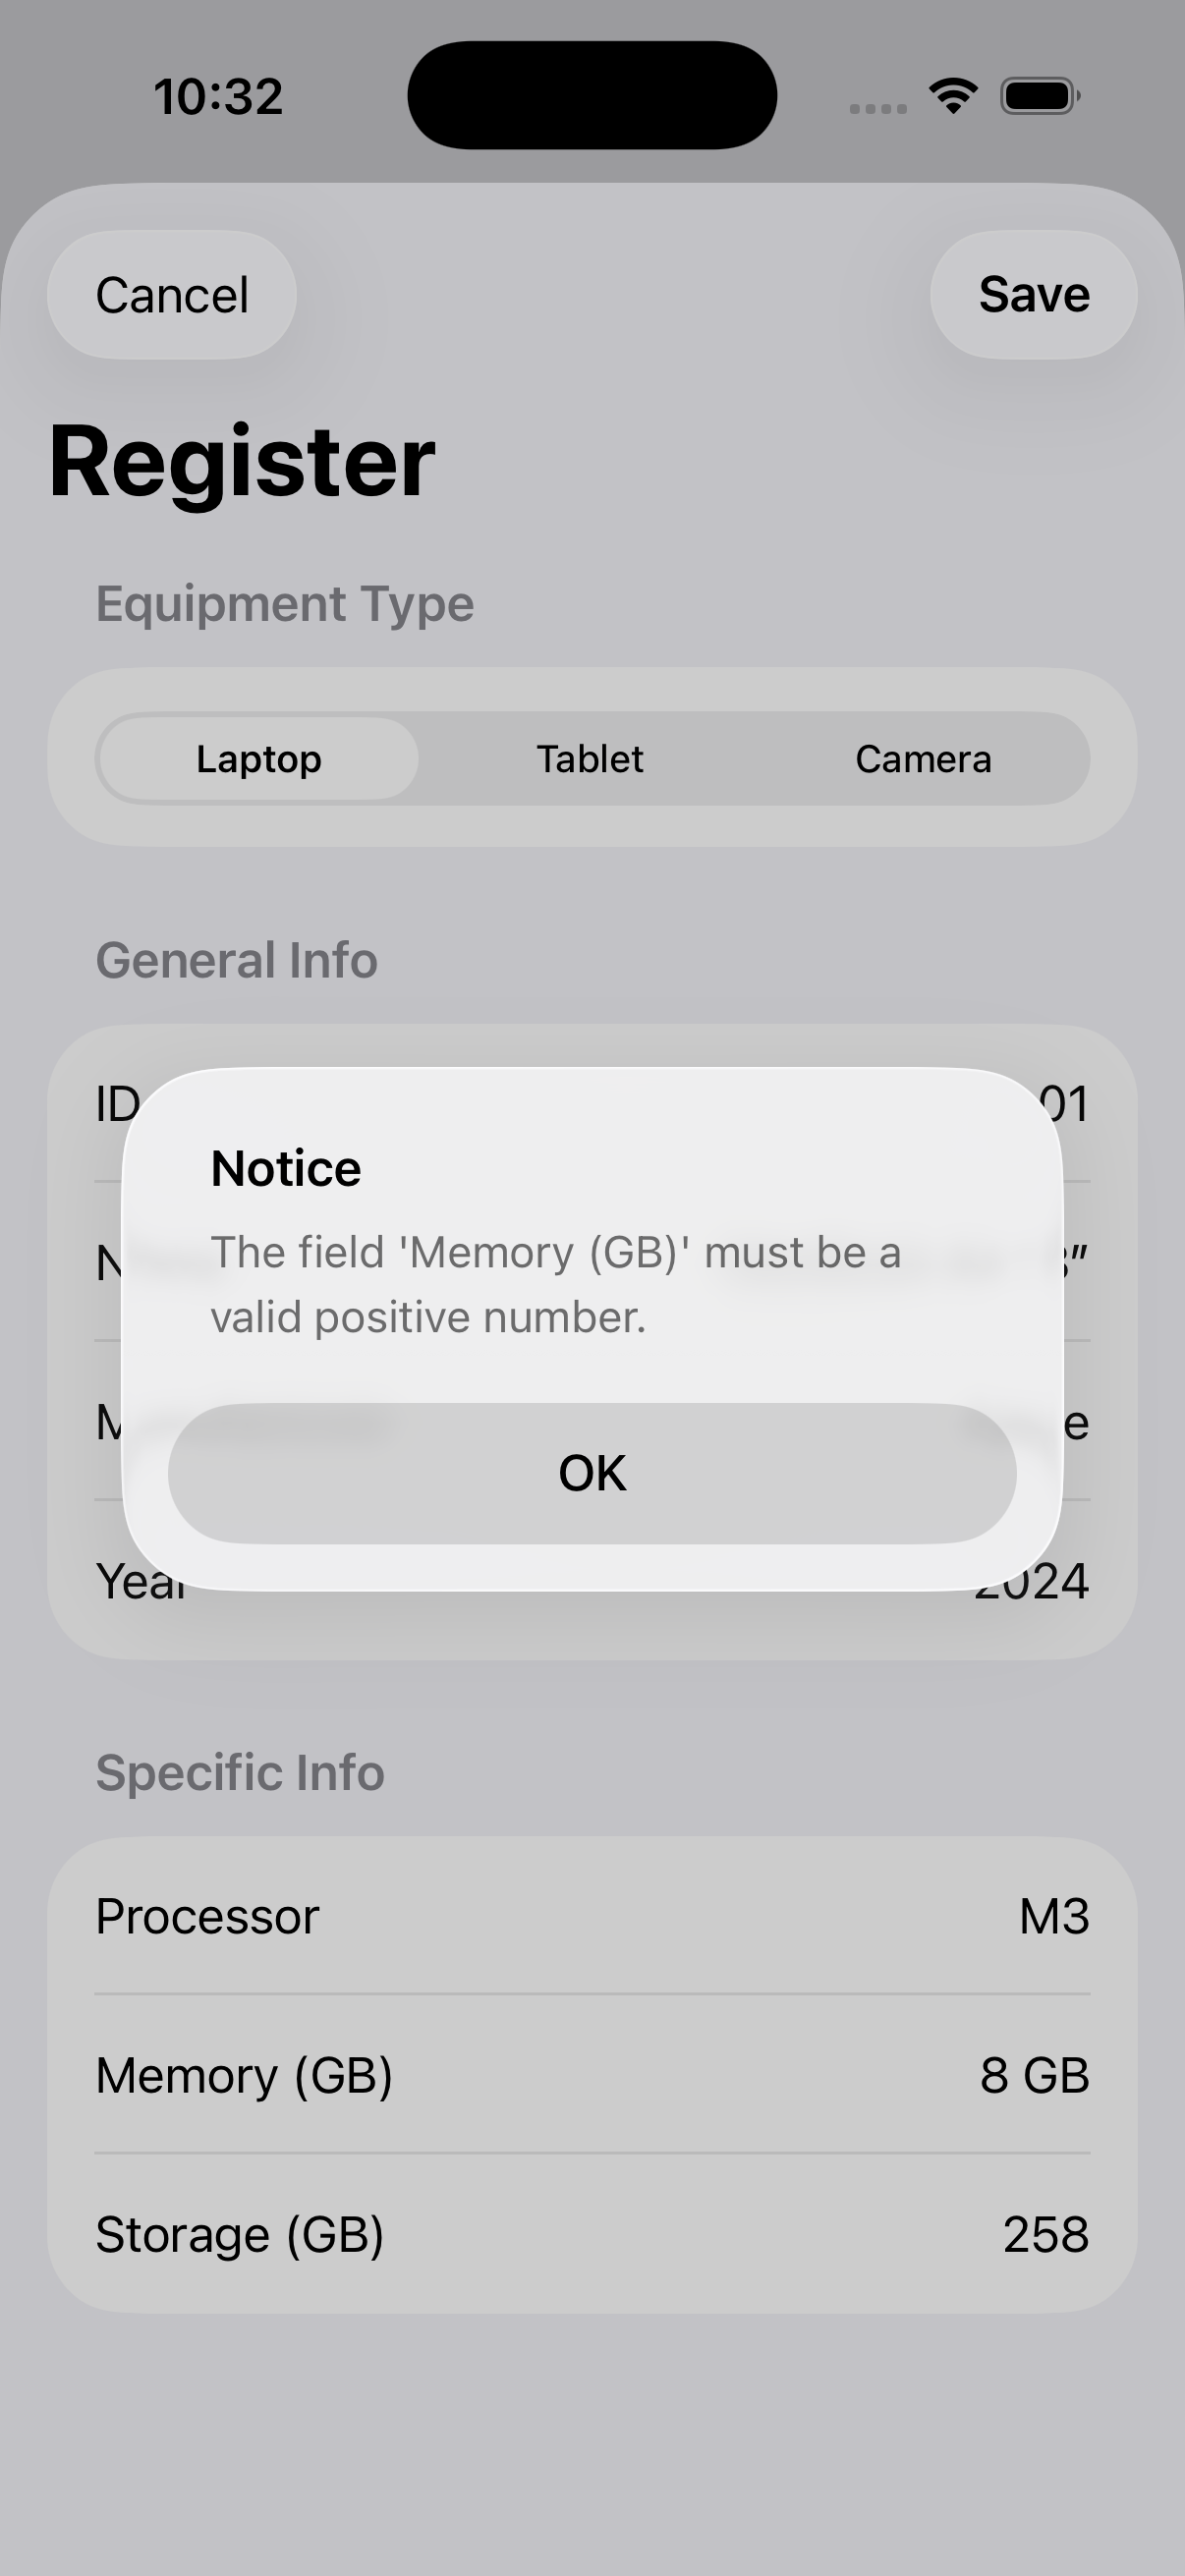 10:32
Cancel
Save
Register
Equipment Type
Laptop Tablet Camera
General Info
ID 01
Notice
The field 'Memory (GB)' must be a
valid positive number.
OK
Year 2024
Specific Info
Processor M3
Memory (GB) 8 GB
Storage (GB) 258